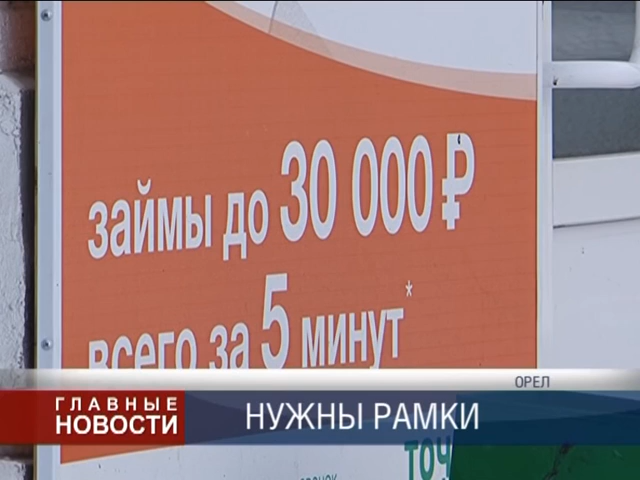 займы до 30 000 ₽
всего за 5 минут*
ОРЕЛ
ГЛАВНЫЕ
НОВОСТИ
НУЖНЫ РАМКИ